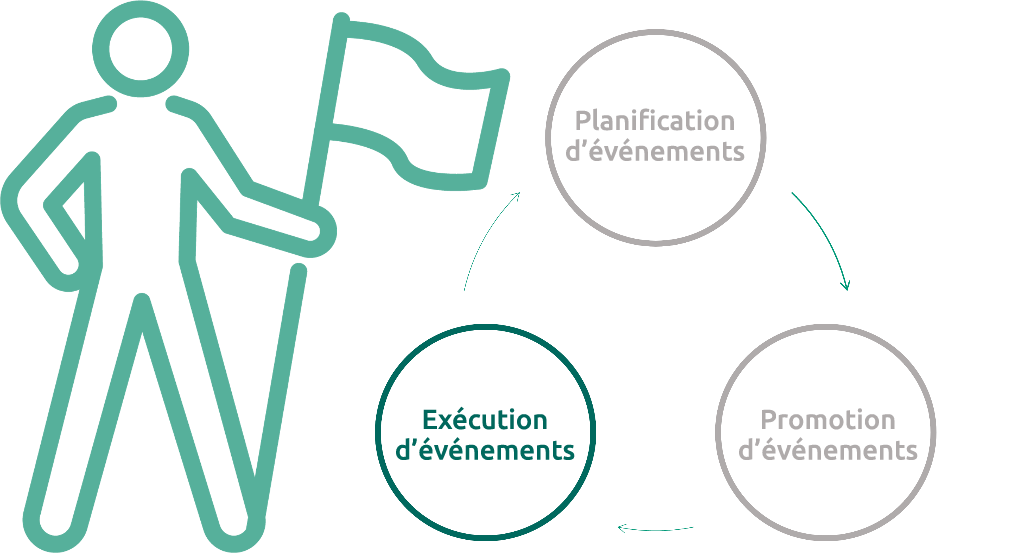 Planification
d’événements
Exécution
d’événements
Promotion
d’événements